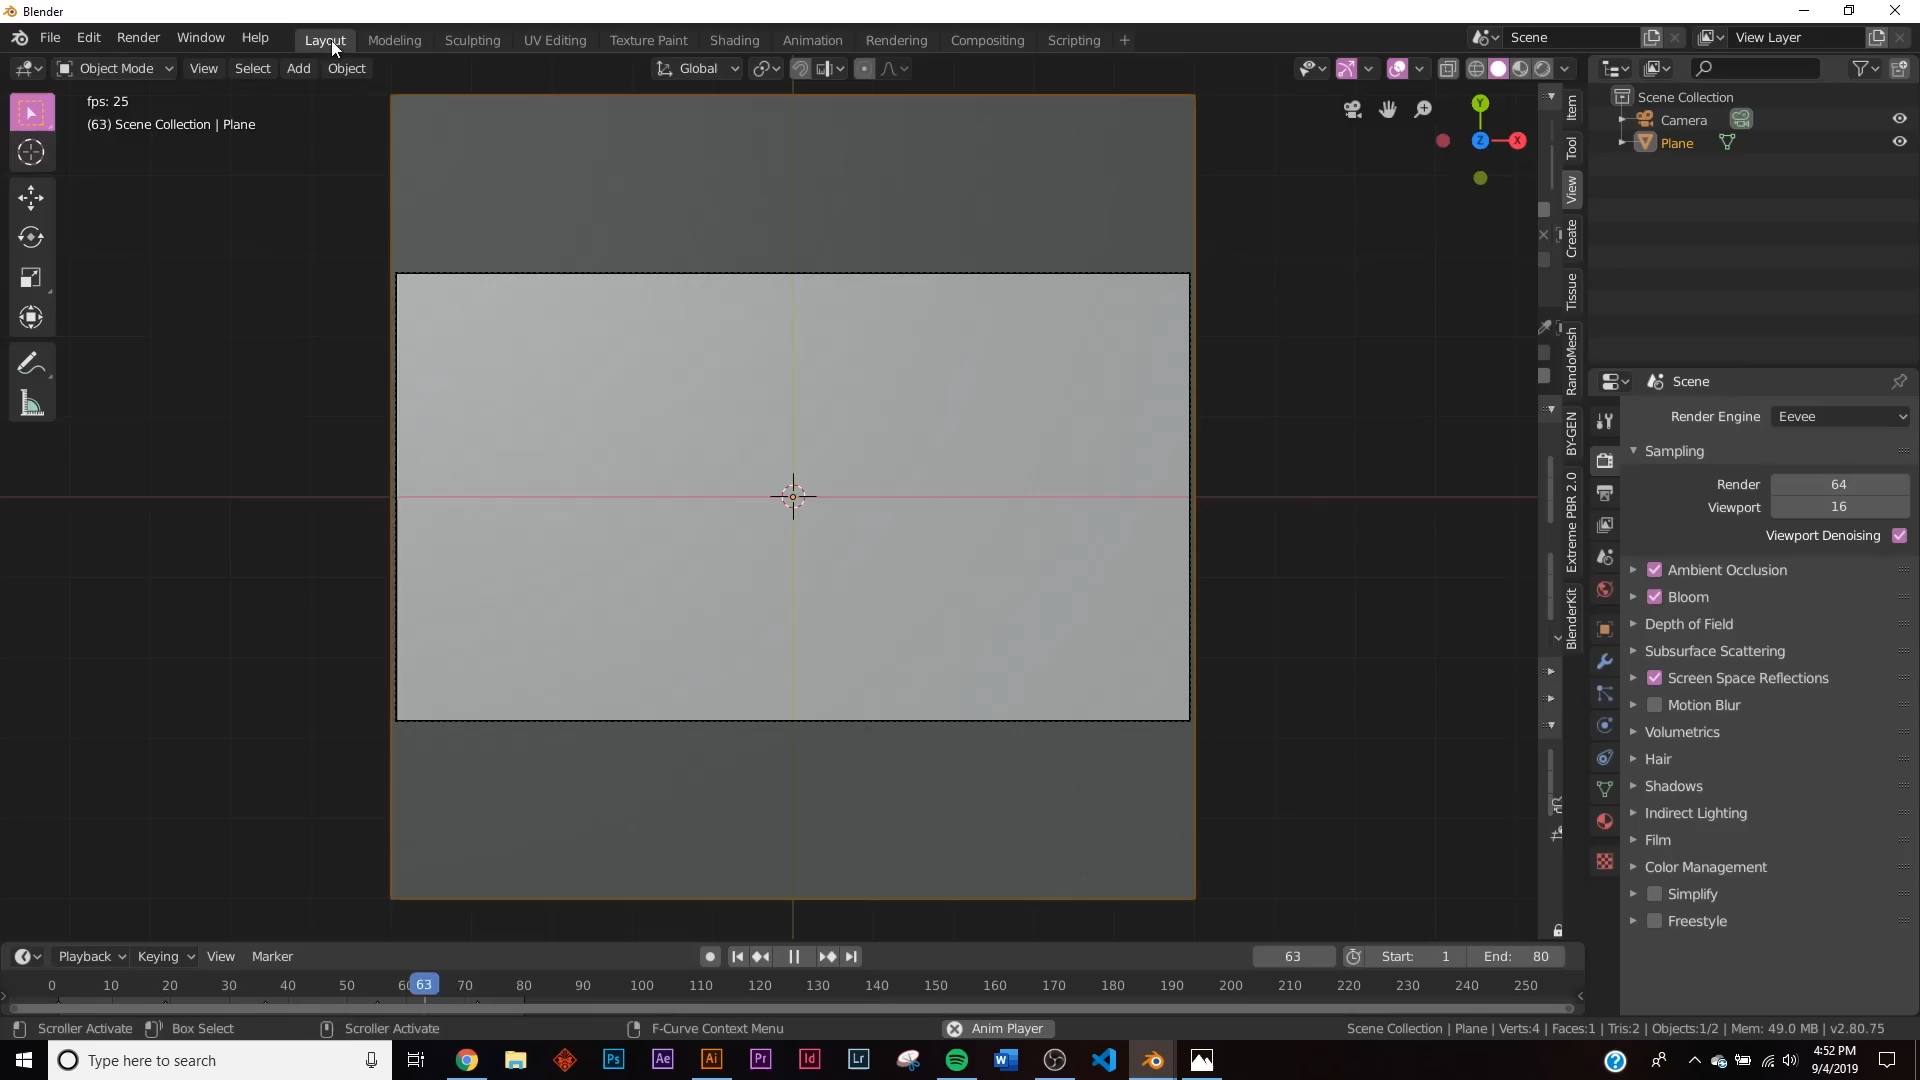 Blender
File Edit Render Window Help Layout Modeling Sculpting UV Editing Texture Paint Shading Animation Rendering Compositing Scripting + Scene View Layer
Object Mode View Select Add Object Global
fps: 25
(63) Scene Collection | Plane
Y
Z X
Item
Tool
View
Create
Tissue
RandoMesh
BY-GEN
Extreme PBR 2.0
BlenderKit
Scene Collection
Camera
Plane
Scene
Render Engine Eevee
Sampling
Render 64
Viewport 16
Viewport Denoising
Ambient Occlusion
Bloom
Depth of Field
Subsurface Scattering
Screen Space Reflections
Motion Blur
Volumetrics
Hair
Shadows
Indirect Lighting
Film
Color Management
Simplify
Freestyle
Playback Keying View Marker 63 Start: 1 End: 80
0 10 20 30 40 50 63 70 80 90 100 110 120 130 140 150 160 170 180 190 200 210 220 230 240 250
Scroller Activate Box Select Scroller Activate F-Curve Context Menu Anim Player Scene Collection | Plane | Verts:4 | Faces:1 | Tris:2 | Objects:1/2 | Mem: 49.0 MB | v2.80.75
Type here to search Ps Ae Ai Pr Id Lr
4:52 PM
9/4/2019